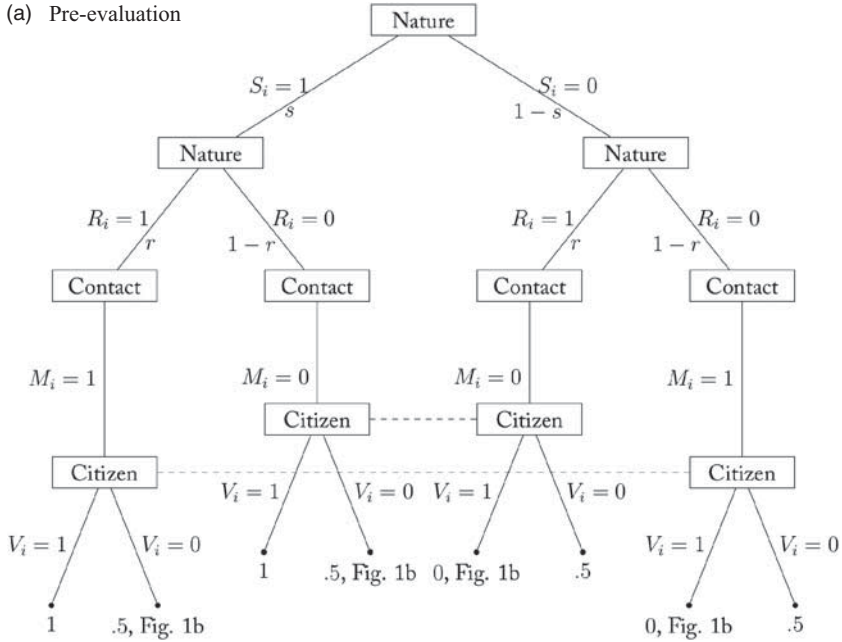 (a) Pre-evaluation
Nature
S_i = 1
s
S_i = 0
1 − s
Nature
Nature
R_i = 1
r
R_i = 0
1 − r
R_i = 1
r
R_i = 0
1 − r
Contact
Contact
Contact
Contact
M_i = 1
M_i = 0
M_i = 0
M_i = 1
Citizen
Citizen
Citizen
Citizen
V_i = 1
V_i = 0
V_i = 1
V_i = 0
V_i = 1
V_i = 0
V_i = 1
V_i = 0
1
.5, Fig. 1b
0, Fig. 1b
.5
1
.5, Fig. 1b
0, Fig. 1b
.5